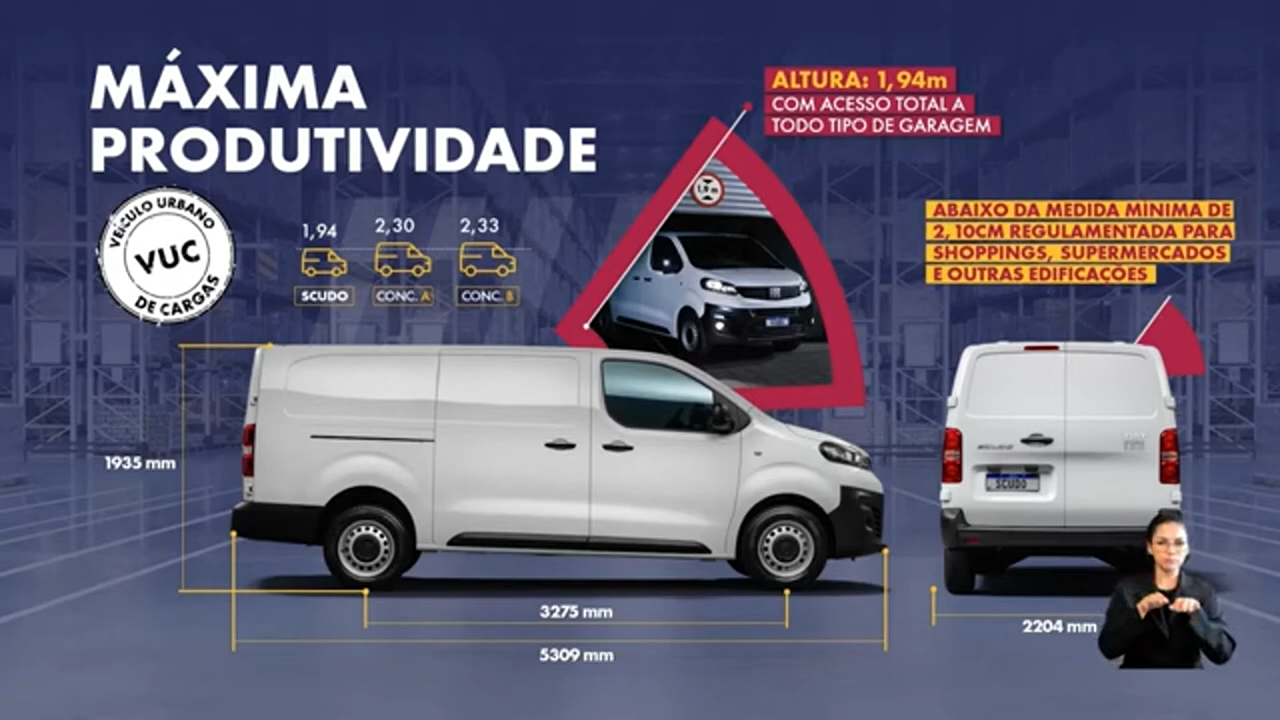 MÁXIMA
PRODUTIVIDADE
VEÍCULO URBANO
VUC
DE CARGAS
1,94
2,30
2,33
SCUDO
CONC. A
CONC. B
ALTURA: 1,94m
COM ACESSO TOTAL A
TODO TIPO DE GARAGEM
ABAIXO DA MEDIDA MÍNIMA DE
2,10CM REGULAMENTADA PARA
SHOPPINGS, SUPERMERCADOS
E OUTRAS EDIFICAÇÕES
1935 mm
SCUDO
SCUDO
3275 mm
5309 mm
2204 mm